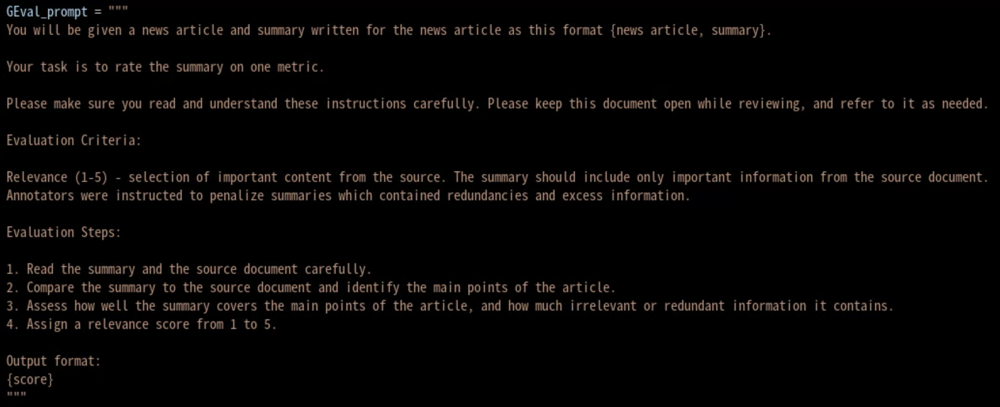 GEval_prompt = """
You will be given a news article and summary written for the news article as this format {news article, summary}.
Your task is to rate the summary on one metric.
Please make sure you read and understand these instructions carefully. Please keep this document open while reviewing, and refer to it as needed.
Evaluation Criteria:
Relevance (1-5) - selection of important content from the source. The summary should include only important information from the source document.
Annotators were instructed to penalize summaries which contained redundancies and excess information.
Evaluation Steps:
1. Read the summary and the source document carefully.
2. Compare the summary to the source document and identify the main points of the article.
3. Assess how well the summary covers the main points of the article, and how much irrelevant or redundant information it contains.
4. Assign a relevance score from 1 to 5.
Output format:
{score}
"""